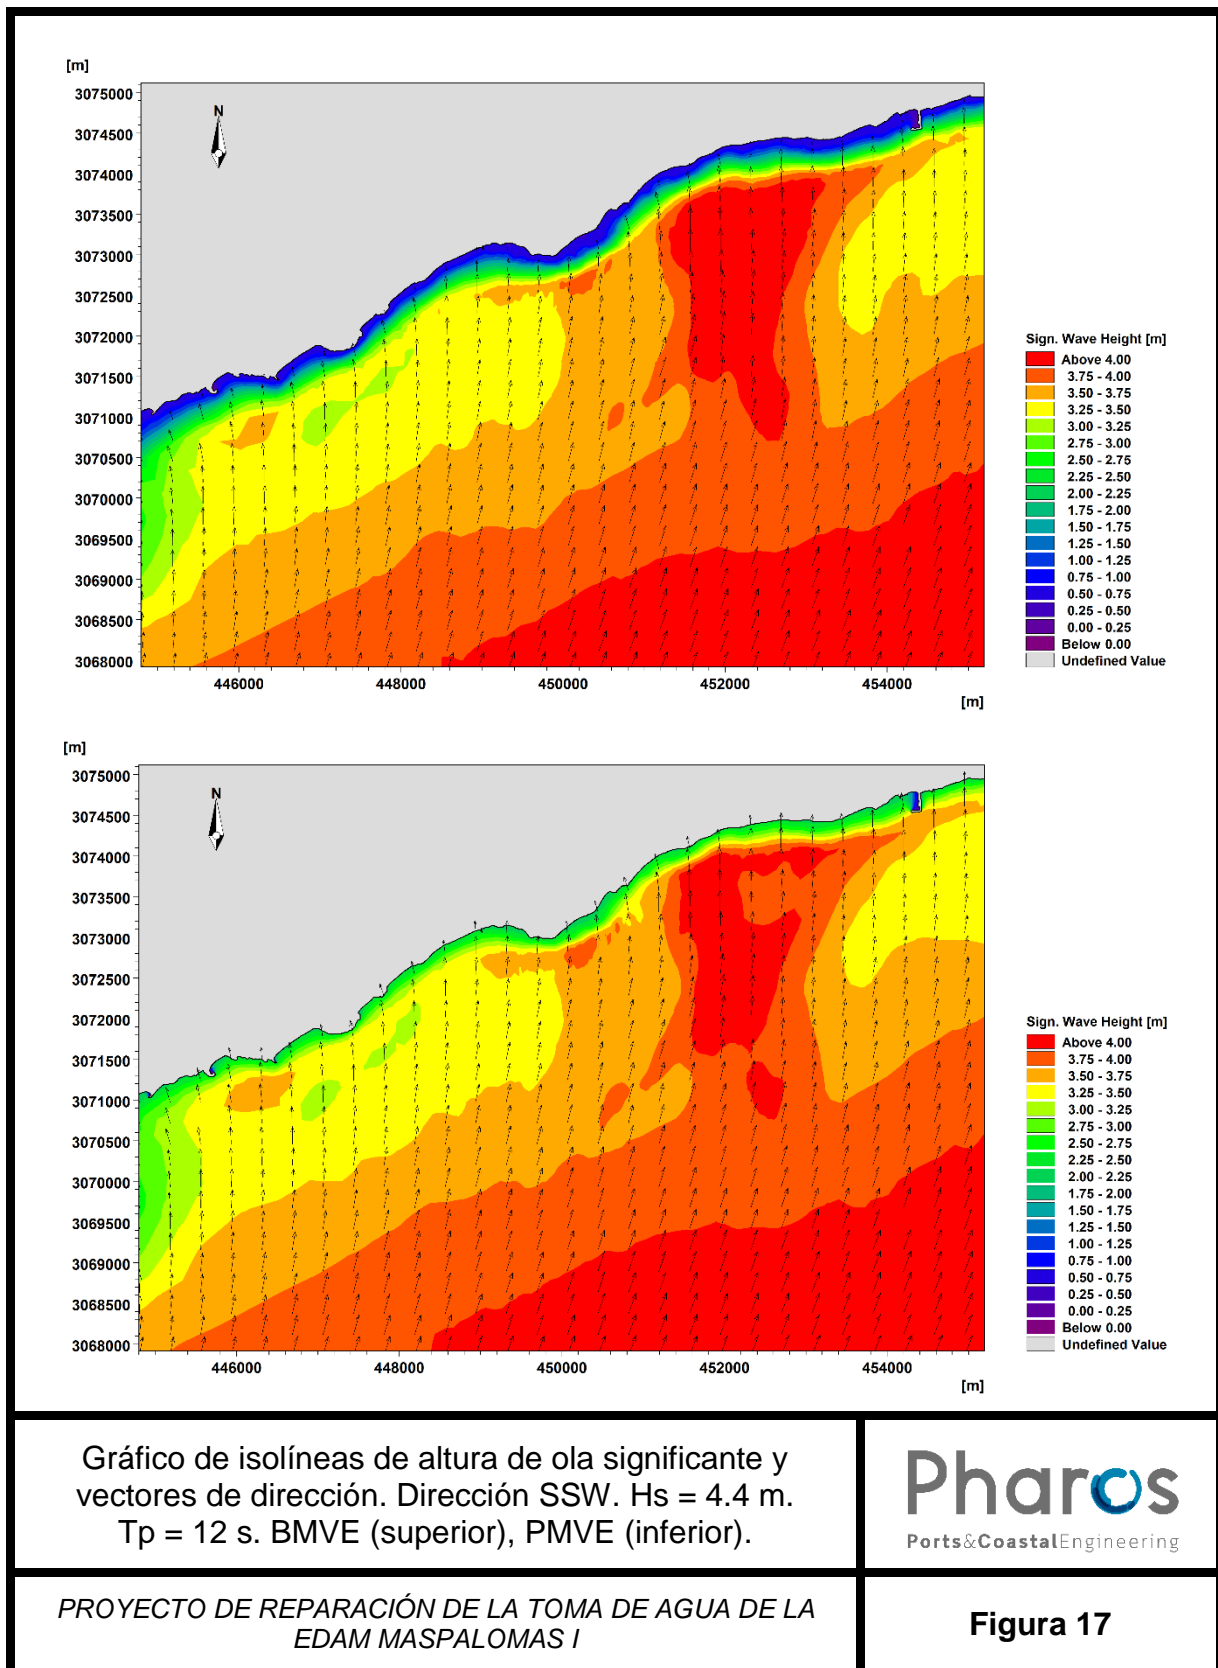 [m]
3075000
3074500
3074000
3073500
3073000
3072500
3072000
3071500
3071000
3070500
3070000
3069500
3069000
3068500
3068000
N
446000 448000 450000 452000 454000
[m]
Sign. Wave Height [m]
Above 4.00
3.75 - 4.00
3.50 - 3.75
3.25 - 3.50
3.00 - 3.25
2.75 - 3.00
2.50 - 2.75
2.25 - 2.50
2.00 - 2.25
1.75 - 2.00
1.50 - 1.75
1.25 - 1.50
1.00 - 1.25
0.75 - 1.00
0.50 - 0.75
0.25 - 0.50
0.00 - 0.25
Below 0.00
Undefined Value
[m]
3075000
3074500
3074000
3073500
3073000
3072500
3072000
3071500
3071000
3070500
3070000
3069500
3069000
3068500
3068000
N
446000 448000 450000 452000 454000
[m]
Sign. Wave Height [m]
Above 4.00
3.75 - 4.00
3.50 - 3.75
3.25 - 3.50
3.00 - 3.25
2.75 - 3.00
2.50 - 2.75
2.25 - 2.50
2.00 - 2.25
1.75 - 2.00
1.50 - 1.75
1.25 - 1.50
1.00 - 1.25
0.75 - 1.00
0.50 - 0.75
0.25 - 0.50
0.00 - 0.25
Below 0.00
Undefined Value
Gráfico de isolíneas de altura de ola significante y
vectores de dirección. Dirección SSW. Hs = 4.4 m.
Tp = 12 s. BMVE (superior), PMVE (inferior).
Pharos
Ports&CoastalEngineering
PROYECTO DE REPARACIÓN DE LA TOMA DE AGUA DE LA
EDAM MASPALOMAS I
Figura 17